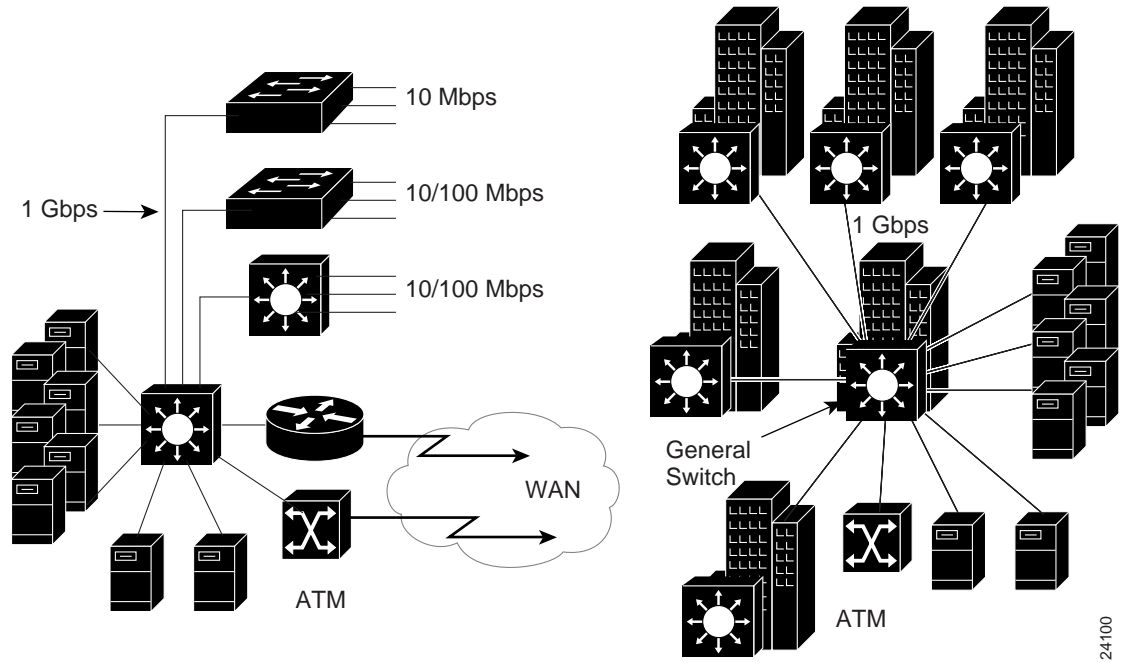 10 Mbps
1 Gbps
10/100 Mbps
10/100 Mbps
WAN
ATM
1 Gbps
General
Switch
ATM
24100